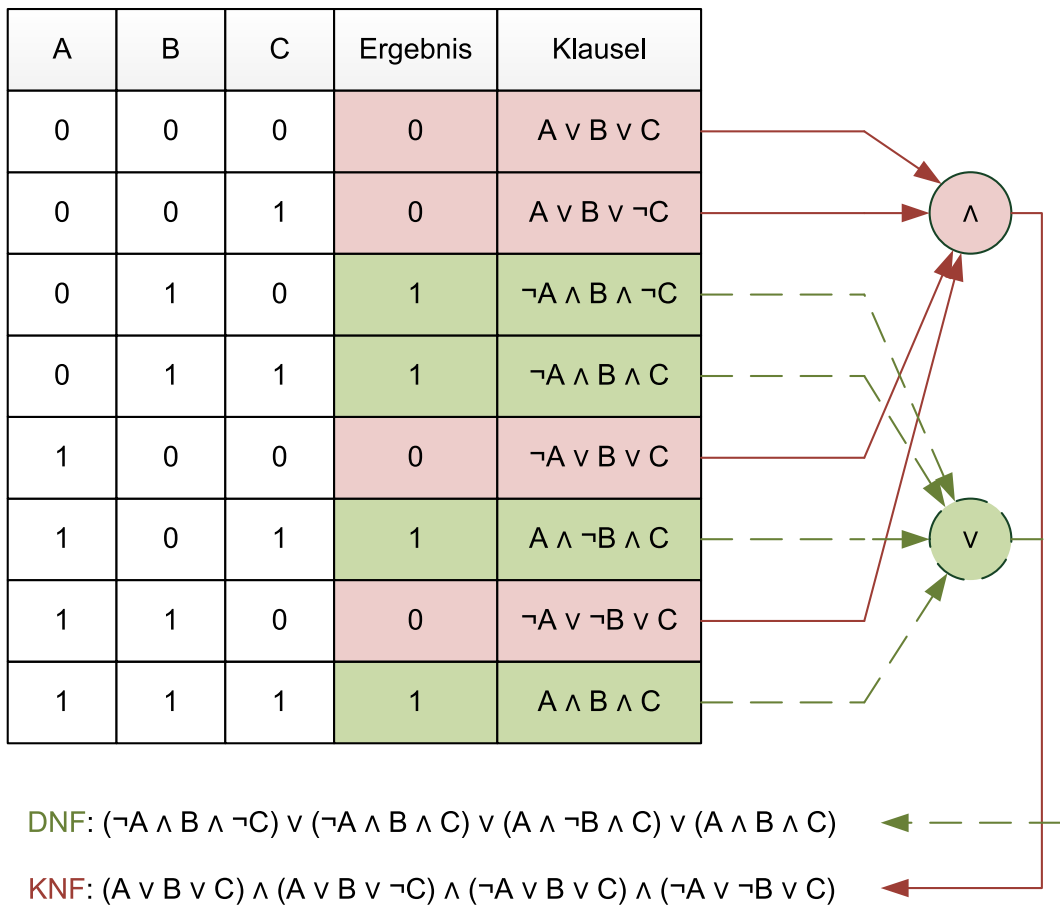 A B C Ergebnis Klausel
0 0 0 0 A ∨ B ∨ C
0 0 1 0 A ∨ B ∨ ¬C
∧
0 1 0 1 ¬A ∧ B ∧ ¬C
0 1 1 1 ¬A ∧ B ∧ C
1 0 0 0 ¬A ∨ B ∨ C
1 0 1 1 A ∧ ¬B ∧ C
∨
1 1 0 0 ¬A ∨ ¬B ∨ C
1 1 1 1 A ∧ B ∧ C
DNF: (¬A ∧ B ∧ ¬C) ∨ (¬A ∧ B ∧ C) ∨ (A ∧ ¬B ∧ C) ∨ (A ∧ B ∧ C)
KNF: (A ∨ B ∨ C) ∧ (A ∨ B ∨ ¬C) ∧ (¬A ∨ B ∨ C) ∧ (¬A ∨ ¬B ∨ C)